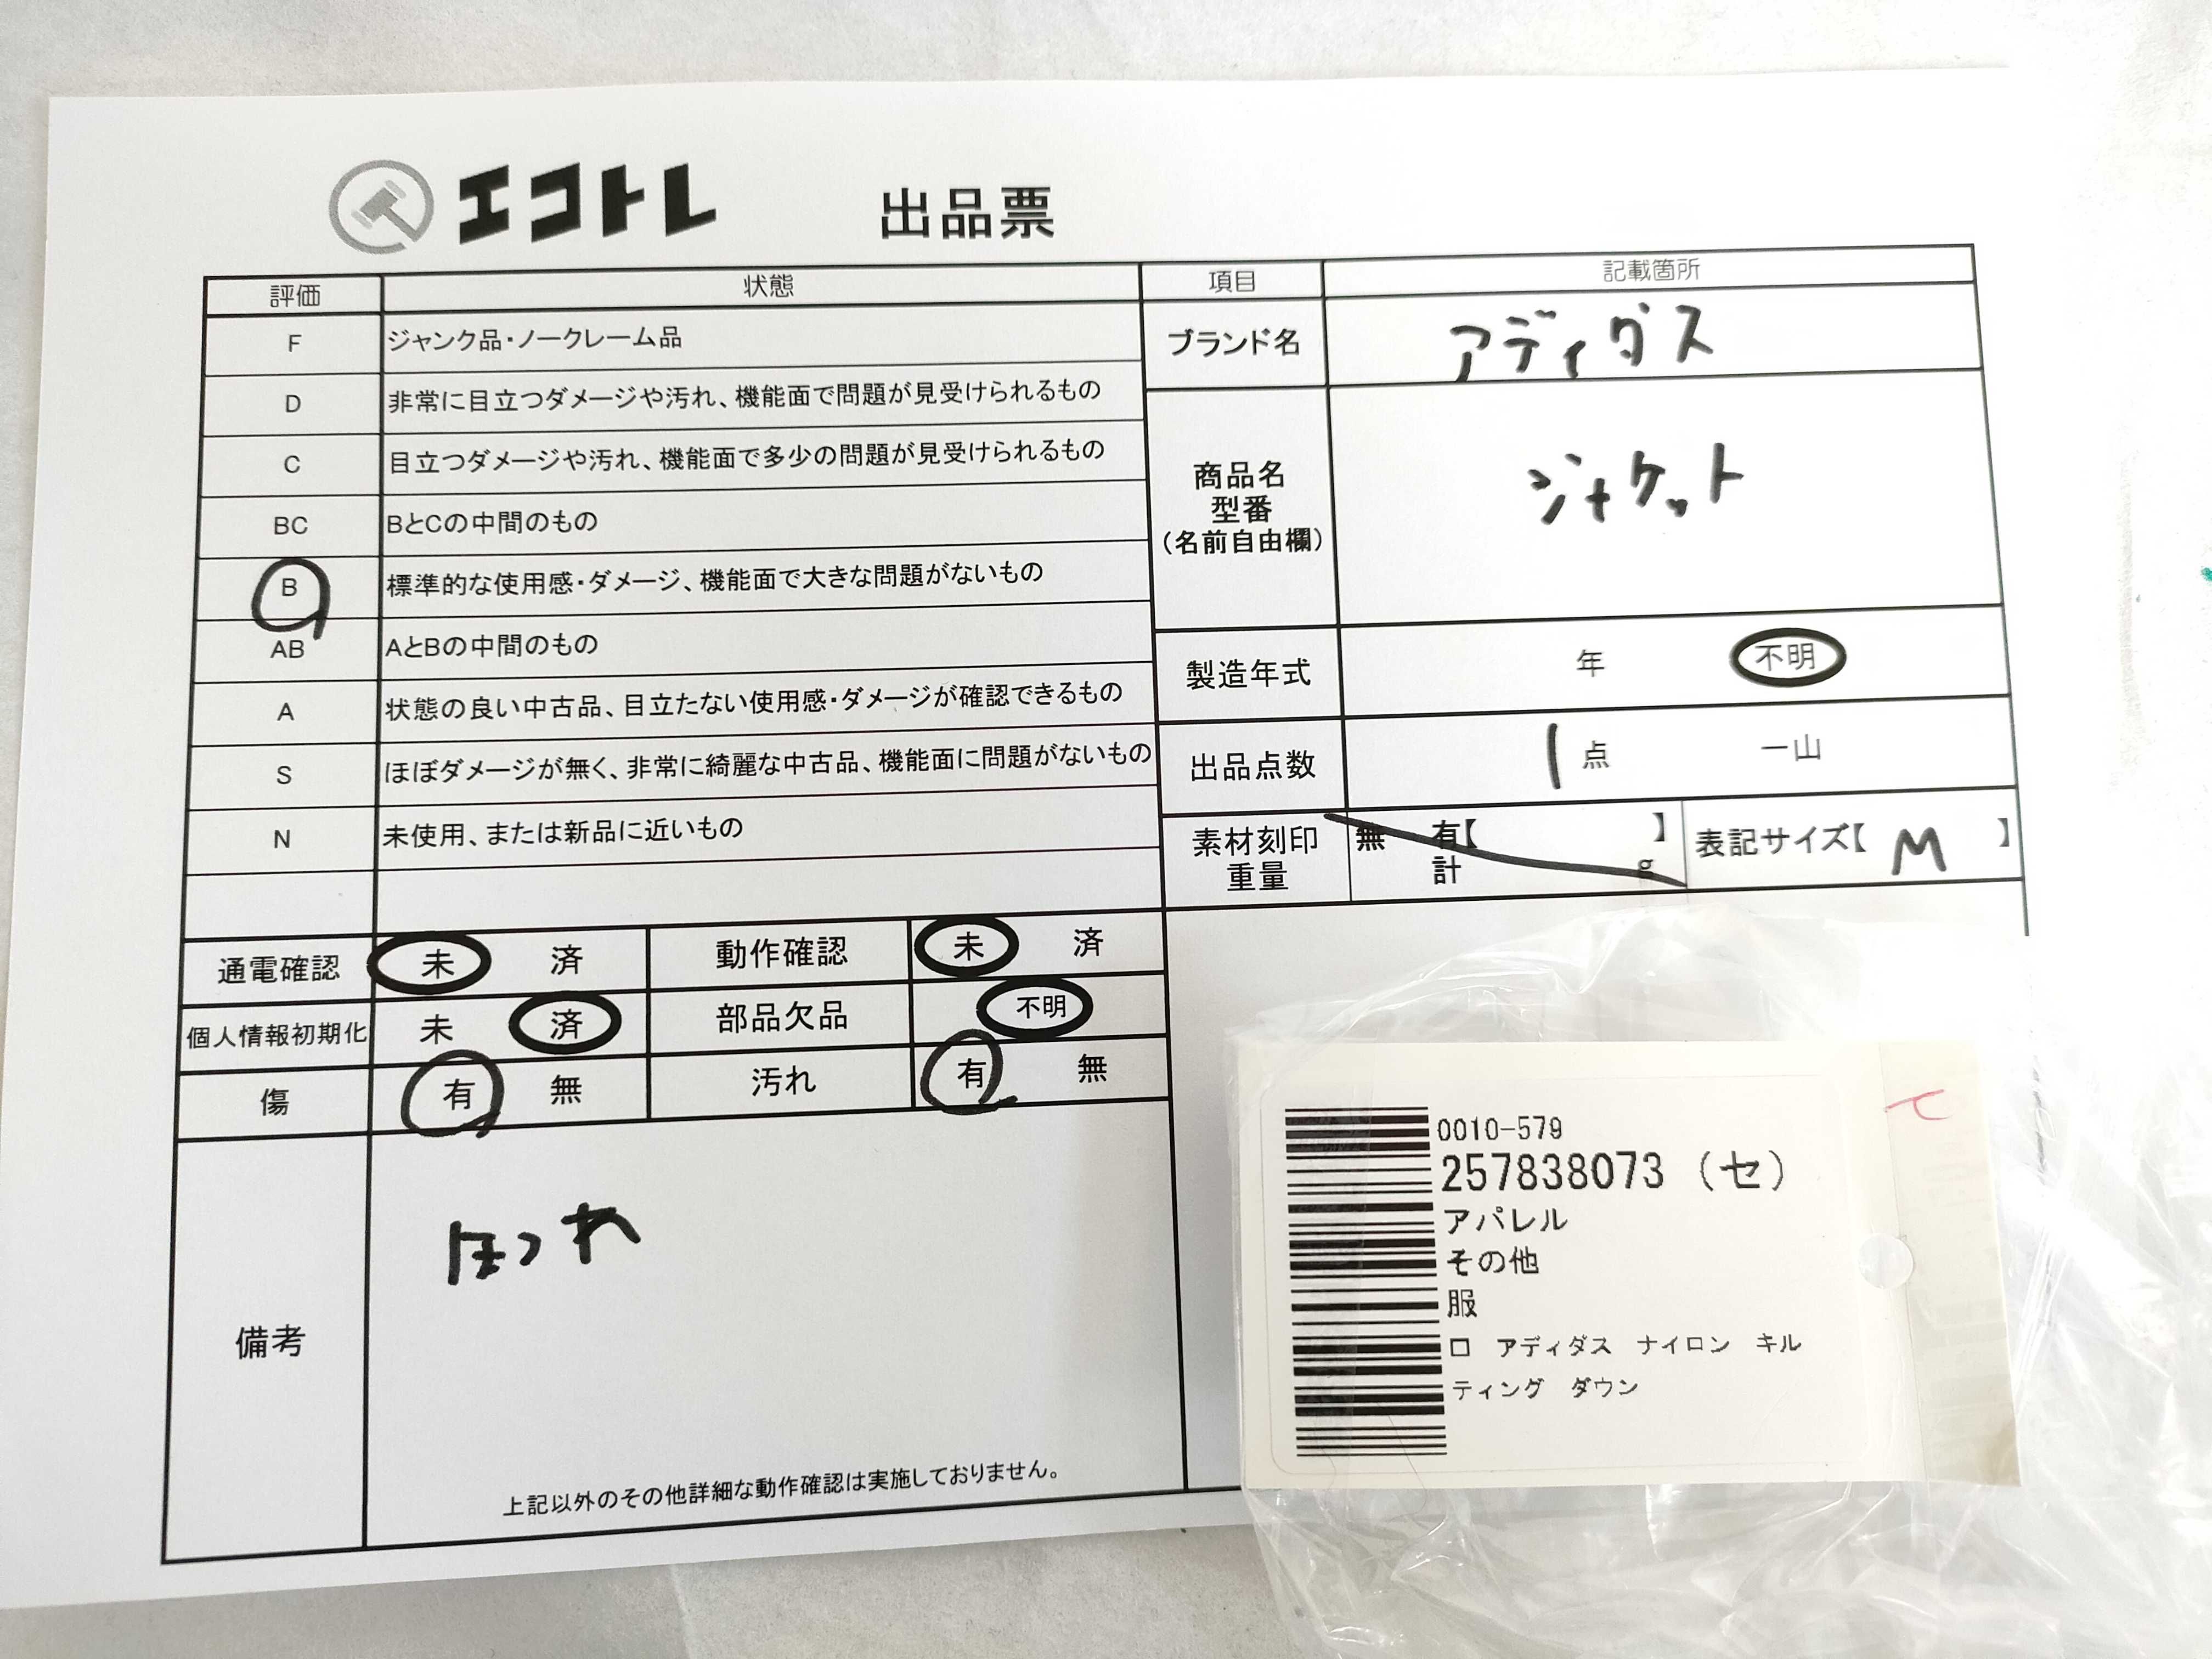 エコトレ 出品票
評価 状態 項目 記載箇所
F ジャンク品・ノークレーム品
D 非常に目立つダメージや汚れ、機能面で問題が見受けられるもの
C 目立つダメージや汚れ、機能面で多少の問題が見受けられるもの
BC BとCの中間のもの
B 標準的な使用感・ダメージ、機能面で大きな問題がないもの
AB AとBの中間のもの
A 状態の良い中古品、目立たない使用感・ダメージが確認できるもの
S ほぼダメージが無く、非常に綺麗な中古品、機能面に問題がないもの
N 未使用、または新品に近いもの
ブランド名 アディダス
商品名
型番
(名前自由欄)
ジャケット
製造年式 年 不明
出品点数 1 点 一山
素材刻印 無 有【 】
重量 計 g
表記サイズ【 M 】
通電確認 未 済 動作確認 未 済
個人情報初期化 未 済 部品欠品 不明
傷 有 無 汚れ 有 無
備考
ほつれ
上記以外のその他詳細な動作確認は実施しておりません。
0010-579
257838073 (セ)
アパレル
その他
服
ロ アディダス ナイロン キル
ティング ダウン